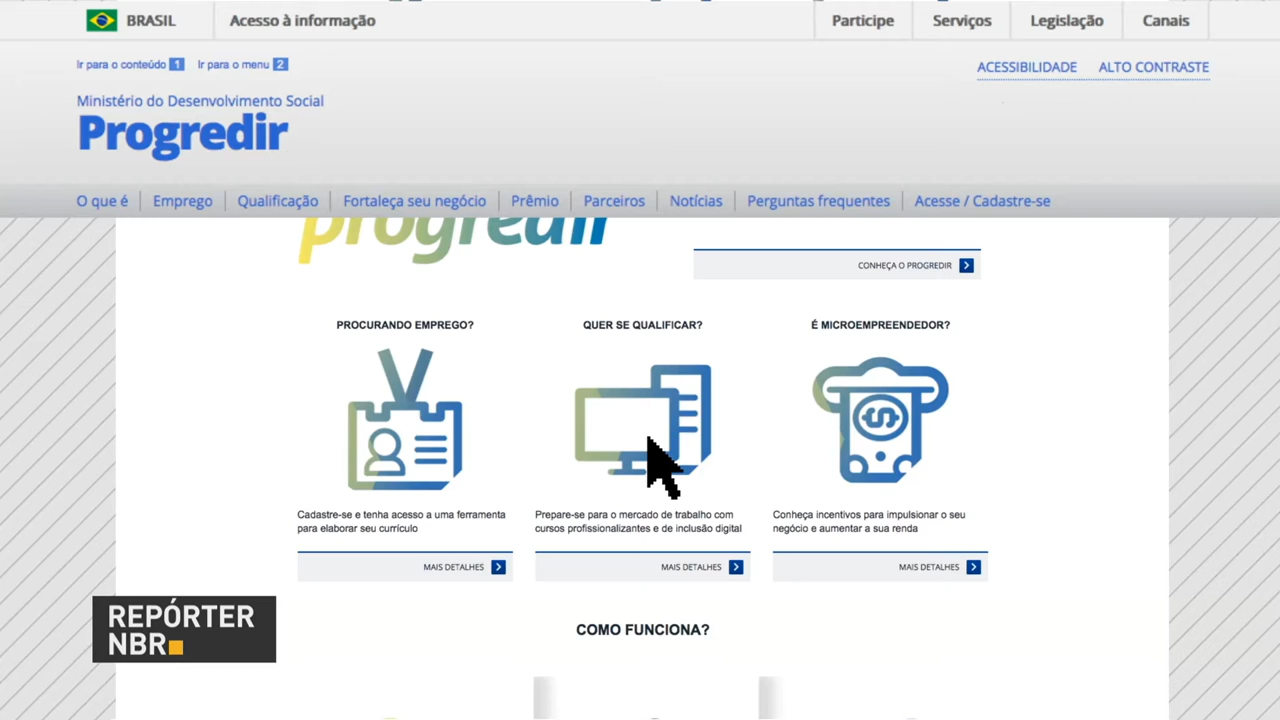 BRASIL
Acesso à informação
Participe
Serviços
Legislação
Canais
Ir para o conteúdo 1
Ir para o menu 2
ACESSIBILIDADE
ALTO CONTRASTE
Ministério do Desenvolvimento Social
Progredir
O que é
Emprego
Qualificação
Fortaleça seu negócio
Prêmio
Parceiros
Notícias
Perguntas frequentes
Acesse / Cadastre-se
progredir
CONHEÇA O PROGREDIR
PROCURANDO EMPREGO?
QUER SE QUALIFICAR?
É MICROEMPREENDEDOR?
Cadastre-se e tenha acesso a uma ferramenta
para elaborar seu currículo
Prepare-se para o mercado de trabalho com
cursos profissionalizantes e de inclusão digital
Conheça incentivos para impulsionar o seu
negócio e aumentar a sua renda
MAIS DETALHES
MAIS DETALHES
MAIS DETALHES
REPÓRTER
NBR
COMO FUNCIONA?